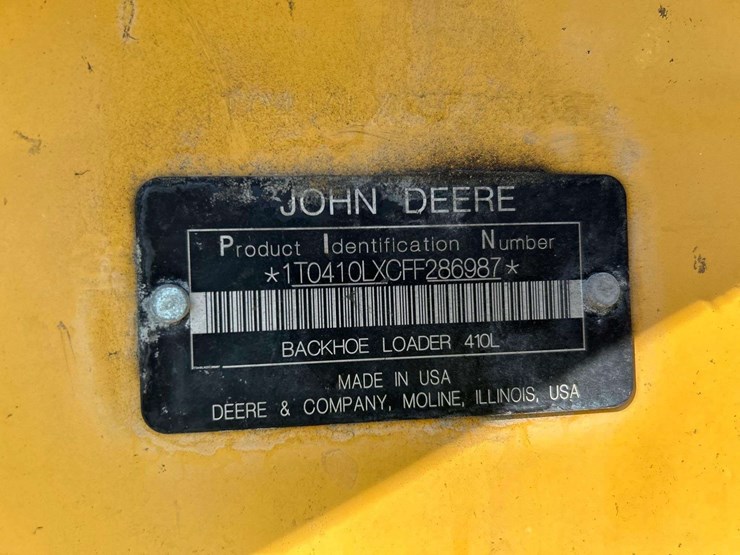 JOHN DEERE
Product Identification Number
*1T0410LXCFF286987*
BACKHOE LOADER 410L
MADE IN USA
DEERE & COMPANY, MOLINE, ILLINOIS, USA